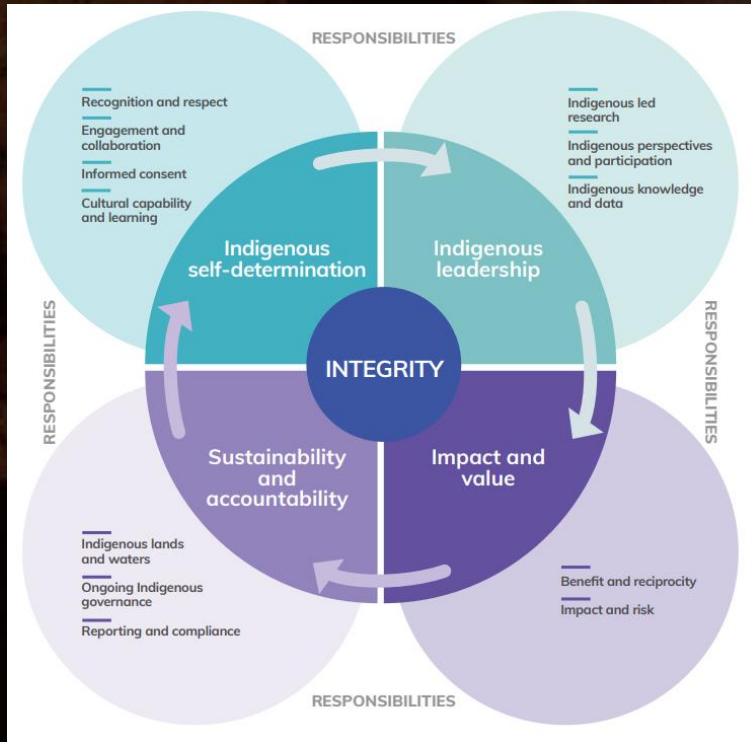 RESPONSIBILITIES
Recognition and respect
Engagement and
collaboration
Informed consent
Cultural capability
and learning
Indigenous led
research
Indigenous perspectives
and participation
Indigenous knowledge
and data
Indigenous
self-determination
Indigenous
leadership
RESPONSIBILITIES
INTEGRITY
RESPONSIBILITIES
Sustainability
and
accountability
Impact and
value
Indigenous lands
and waters
Ongoing Indigenous
governance
Reporting and compliance
Benefit and reciprocity
Impact and risk
RESPONSIBILITIES